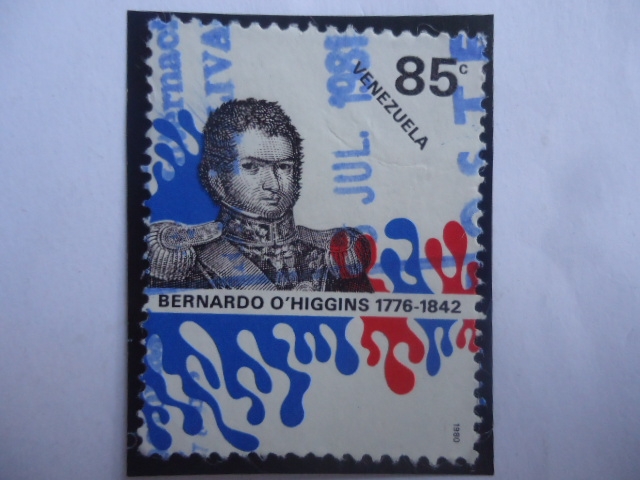 85c
VENEZUELA
JUL. 1981
BERNARDO O'HIGGINS 1776-1842
1980